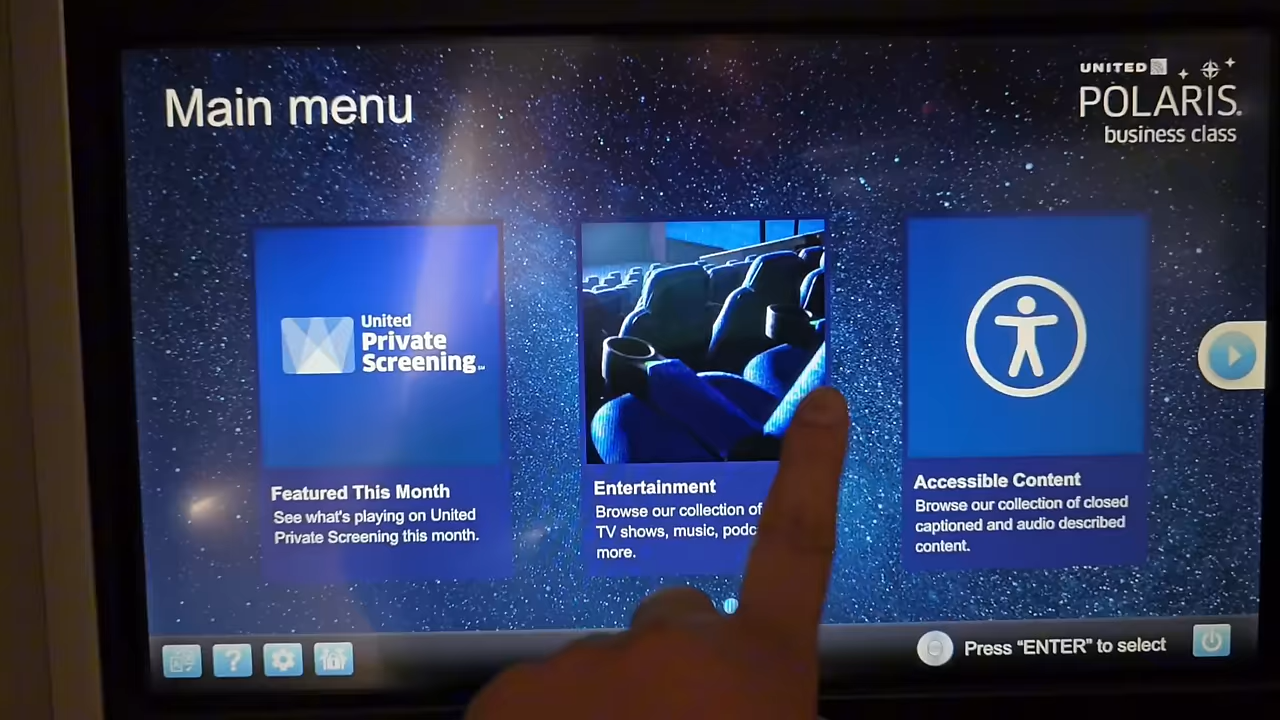 Main menu
UNITED
POLARIS
business class
United
Private
Screening
Featured This Month
See what's playing on United
Private Screening this month.
Entertainment
Browse our collection of
TV shows, music,
more.
Accessible Content
Browse our collection of closed
captioned and audio described
content.
?
Press “ENTER” to select